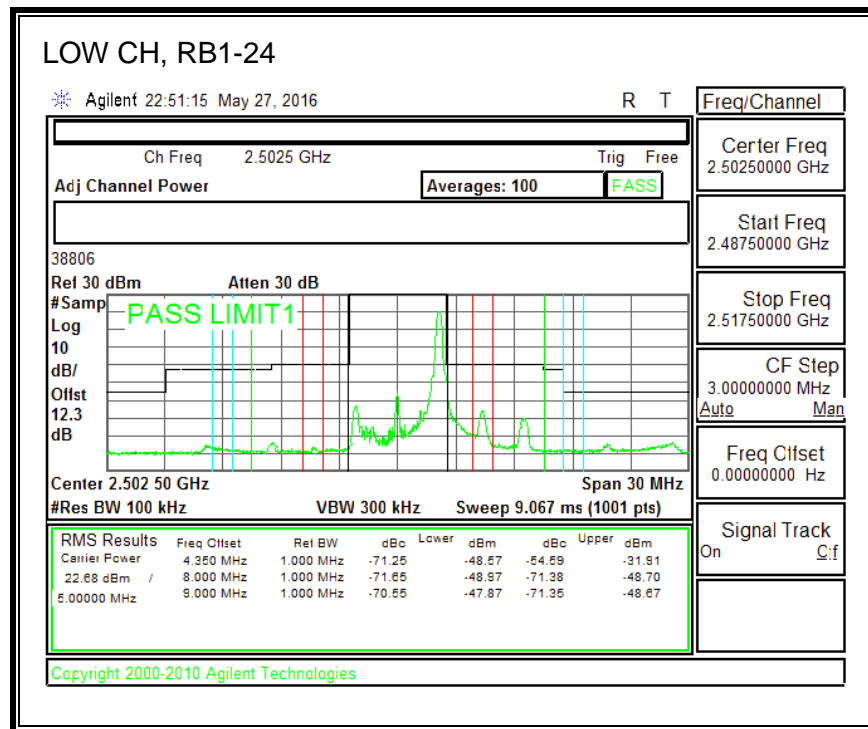 LOW CH, RB1-24
Agilent 22:51:15 May 27, 2016 R T
Freq/Channel
Ch Freq 2.5025 GHz Trig Free
Adj Channel Power Averages: 100 PASS
38806
Ref 30 dBm Atten 30 dB
#Samp
Log
10
dB/
Offst
12.3
dB
PASS LIMIT1
Center 2.502 50 GHz Span 30 MHz
#Res BW 100 kHz VBW 300 kHz Sweep 9.067 ms (1001 pts)
RMS Results Freq Offset Ref BW dBc Lower dBm dBc Upper dBm
Carrier Power 4.350 MHz 1.000 MHz -71.25 -48.57 -54.59 -31.91
22.68 dBm / 8.000 MHz 1.000 MHz -71.65 -48.97 -71.38 -48.70
5.00000 MHz 9.000 MHz 1.000 MHz -70.55 -47.87 -71.35 -48.67
Copyright 2000-2010 Agilent Technologies
Center Freq
2.50250000 GHz
Start Freq
2.48750000 GHz
Stop Freq
2.51750000 GHz
CF Step
3.00000000 MHz
Auto Man
Freq Offset
0.00000000 Hz
Signal Track
On Off